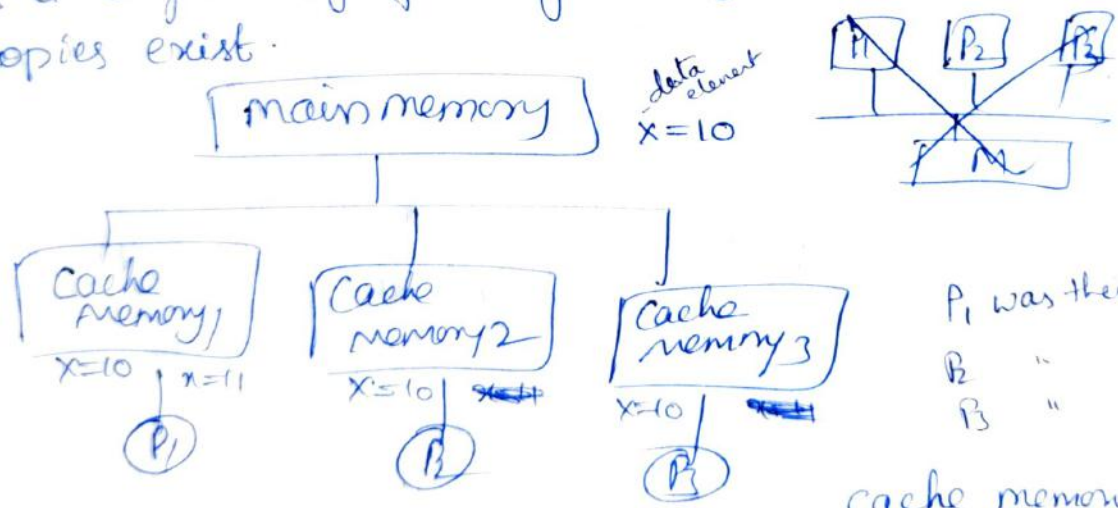 opies exist.
main memory
data
element
x=10
P1
P2
P3
M
Cache
memory1
x=10
x=11
P1
Cache
memory2
x=10
P2
Cache
memory3
x=10
P3
P1 was the
P2 "
P3 "
cache memor